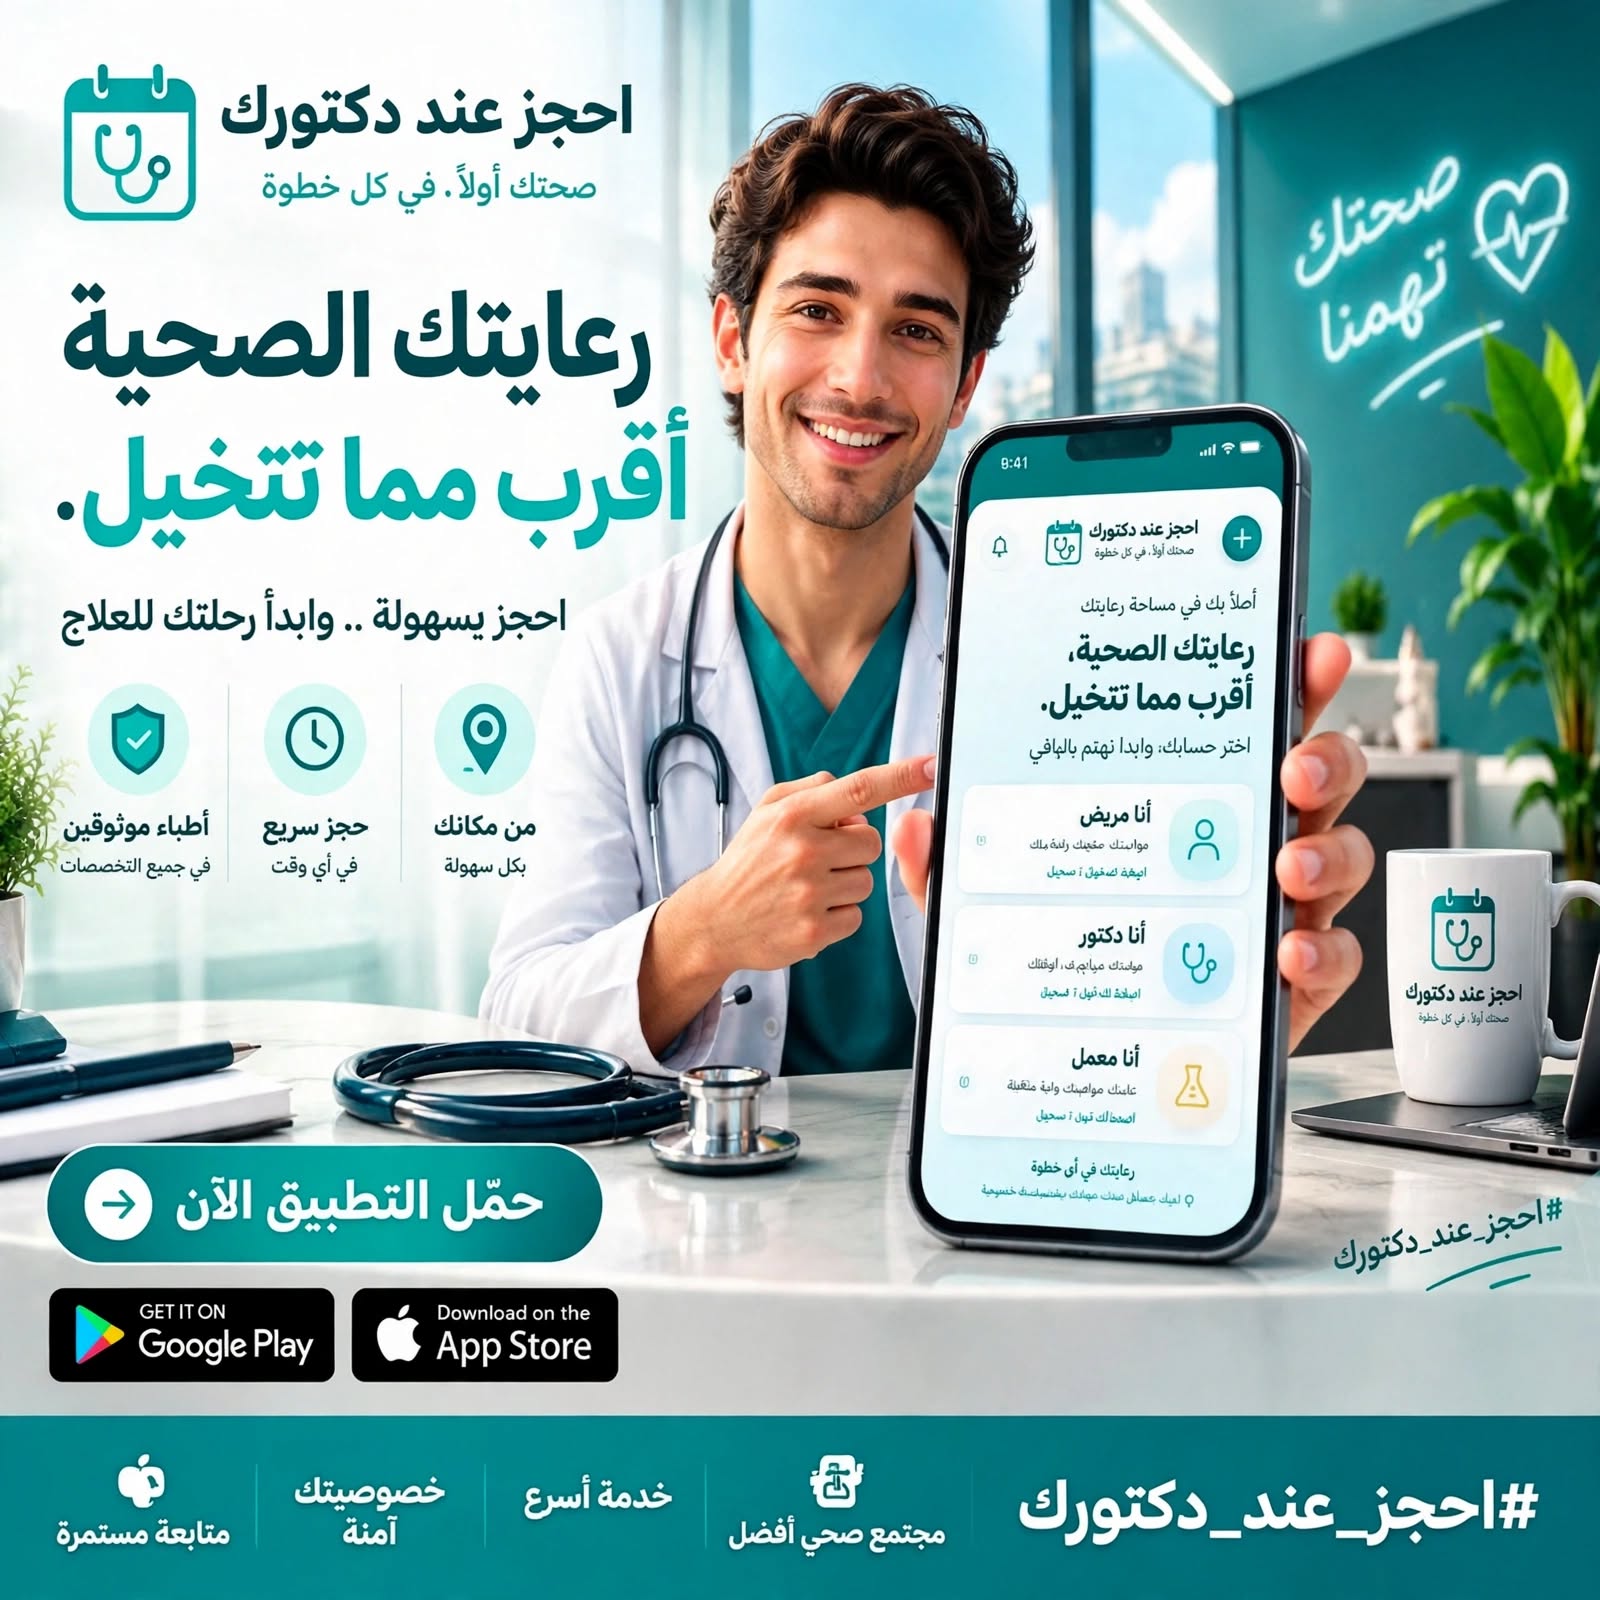 احجز عند دكتورك
صحتك أولاً . في كل خطوة
رعايتك الصحية
أقرب مما تتخيل.
احجز يسهولة .. وابدأ رحلتك للعلاج
من مكانك
بكل سهولة
حجز سريع
في أي وقت
أطباء موثوقين
في جميع التخصصات
صحتك
تهمنا
9:41
احجز عند دكتورك
صحتك أولاً . في كل خطوة
أصلاً بك في مساحة رعايتك
رعايتك الصحية،
أقرب مما تتخيل.
اختر حسابك، وابدا نهتم
أنا مريض
أنا دكتور
أنا معمل
رعايتك في أي خطوة
احجز عند دكتورك
صحتك أولاً . في كل خطوة
#احجز_عند_دكتورك
حمّل التطبيق الآن
GET IT ON
Google Play
Download on the
App Store
#احجز_عند_دكتورك
مجتمع صحي أفضل
خدمة أسرع
خصوصيتك
آمنة
متابعة مستمرة